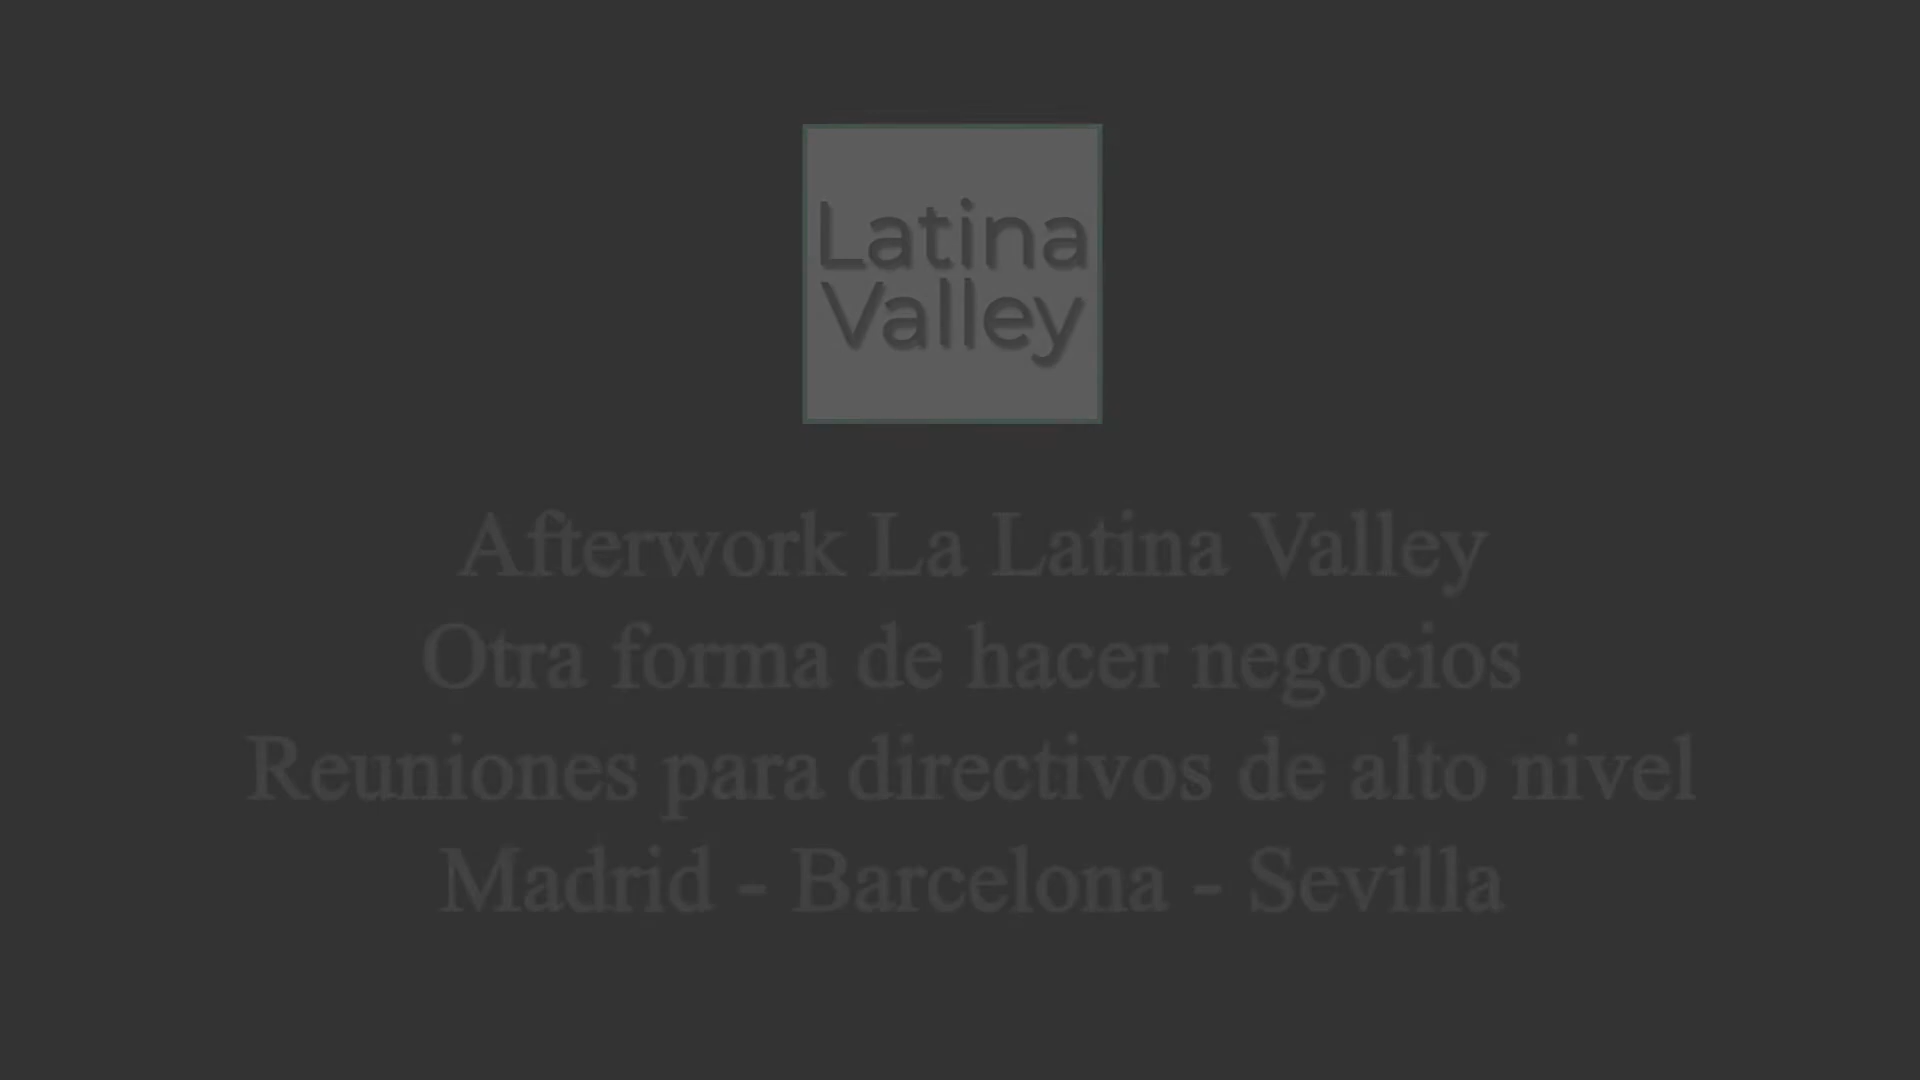 Latina
Valley
Afterwork La Latina Valley
Otra forma de hacer negocios
Reuniones para directivos de alto nivel
Madrid - Barcelona - Sevilla